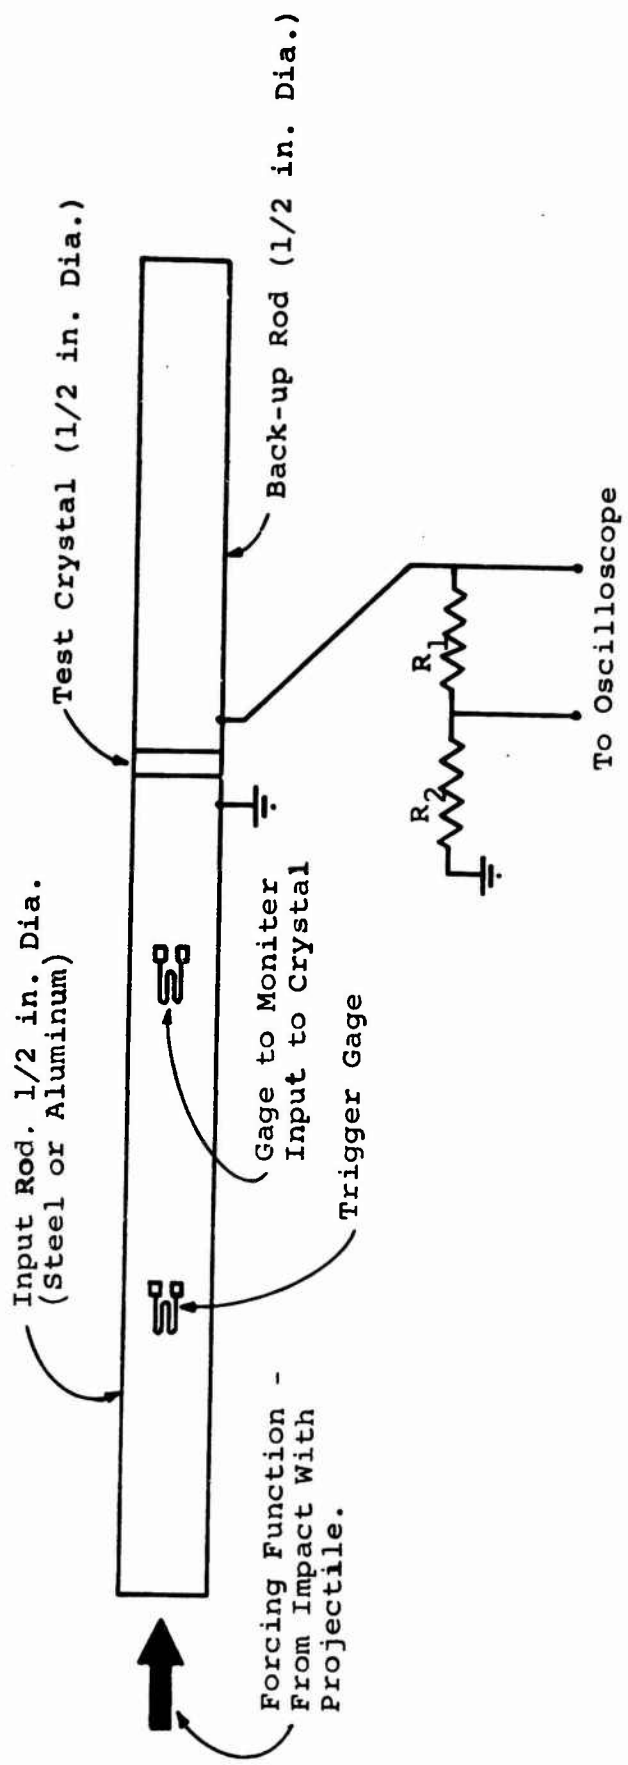 Input Rod. 1/2 in. Dia.
(Steel or Aluminum)
Test Crystal (1/2 in. Dia.)
Back-up Rod (1/2 in. Dia.)
Forcing Function -
From Impact With
Projectile.
Trigger Gage
Gage to Moniter
Input to Crystal
R2
R1
To Oscilloscope